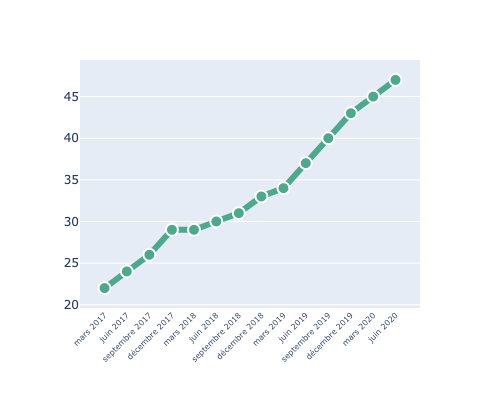 45
40
35
30
25
20
mars 2017
juin 2017
septembre 2017
décembre 2017
mars 2018
juin 2018
septembre 2018
décembre 2018
mars 2019
juin 2019
septembre 2019
décembre 2019
mars 2020
juin 2020